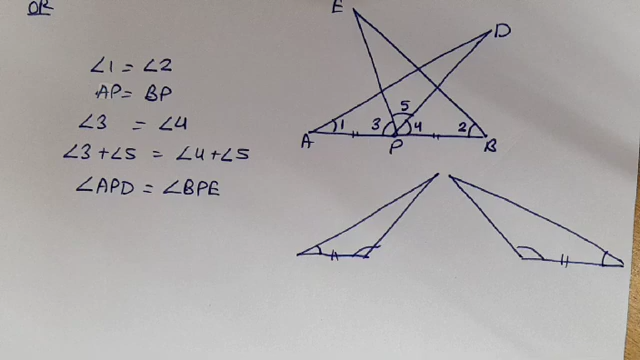 OR
∠1 = ∠2
AP = BP
∠3 = ∠4
∠3 + ∠5 = ∠4 + ∠5
∠APD = ∠BPE
E
D
5
A 1 3 4 2 B
P